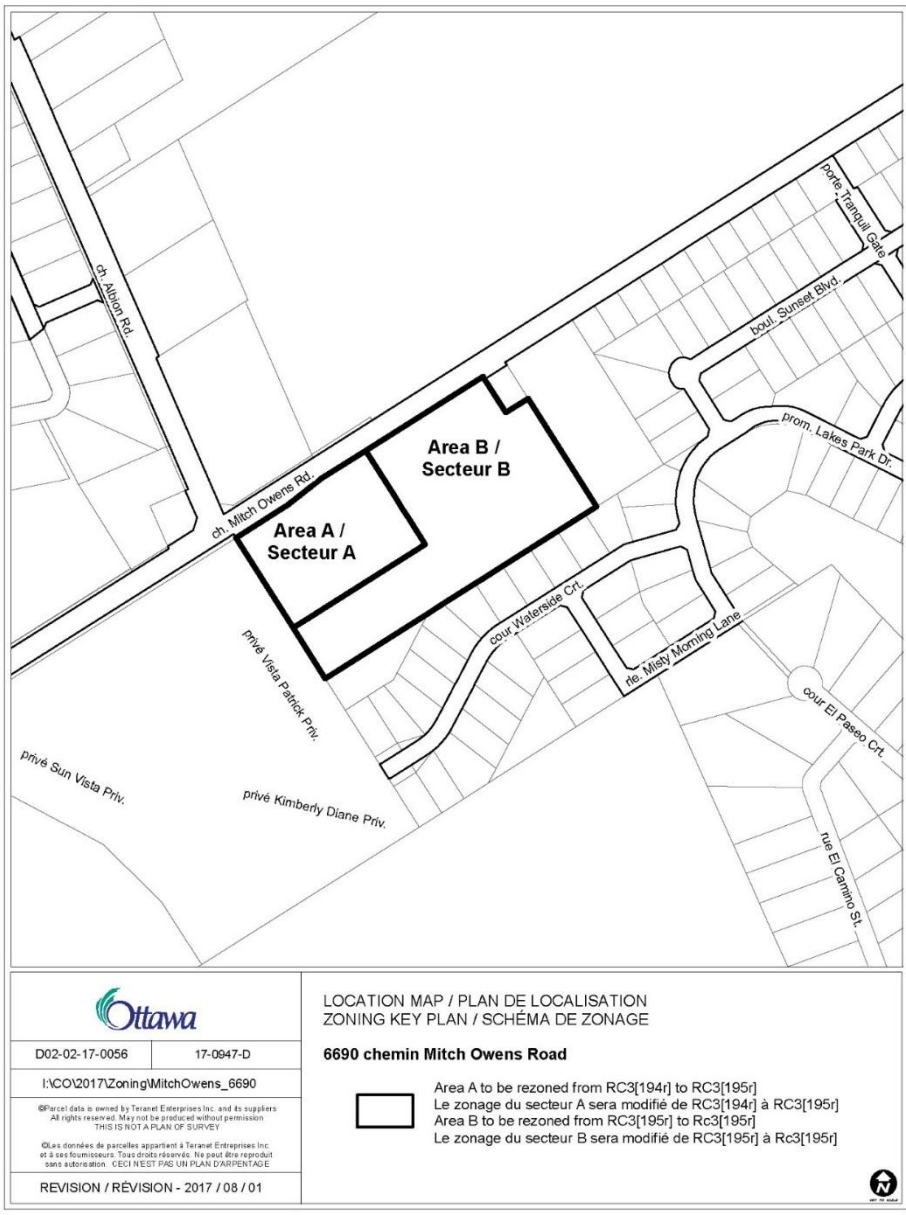 porte Tranquil Gate
ch. Albion Rd.
boul. Sunset Blvd.
prom. Lakes Park Dr.
Area B /
Secteur B
ch. Mitch Owens Rd.
Area A /
Secteur A
cour Waterside Crt.
rle. Misty Morning Lane
privé Vista Patrick Priv.
cour El Paseo Crt.
privé Sun Vista Priv.
privé Kimberly Diane Priv.
rue El Camino St.
Ottawa
D02-02-17-0056
17-0947-D
I:\CO\2017\Zoning\MitchOwens_6690
©Parcel data is owned by Teranet Enterprises Inc. and its suppliers
All rights reserved. May not be produced without permission
THIS IS NOT A PLAN OF SURVEY
©Les données de parcelles appartient à Teranet Entreprises Inc.
et à ses fournisseurs. Tous droits réservés. Ne peut être reproduit
sans autorisation. CECI N'EST PAS UN PLAN D'ARPENTAGE
REVISION / RÉVISION - 2017 / 08 / 01
LOCATION MAP / PLAN DE LOCALISATION
ZONING KEY PLAN / SCHÉMA DE ZONAGE
6690 chemin Mitch Owens Road
Area A to be rezoned from RC3[194r] to RC3[195r]
Le zonage du secteur A sera modifié de RC3[194r] à RC3[195r]
Area B to be rezoned from RC3[195r] to Rc3[195r]
Le zonage du secteur B sera modifié de RC3[195r] à Rc3[195r]
N
NOT TO SCALE